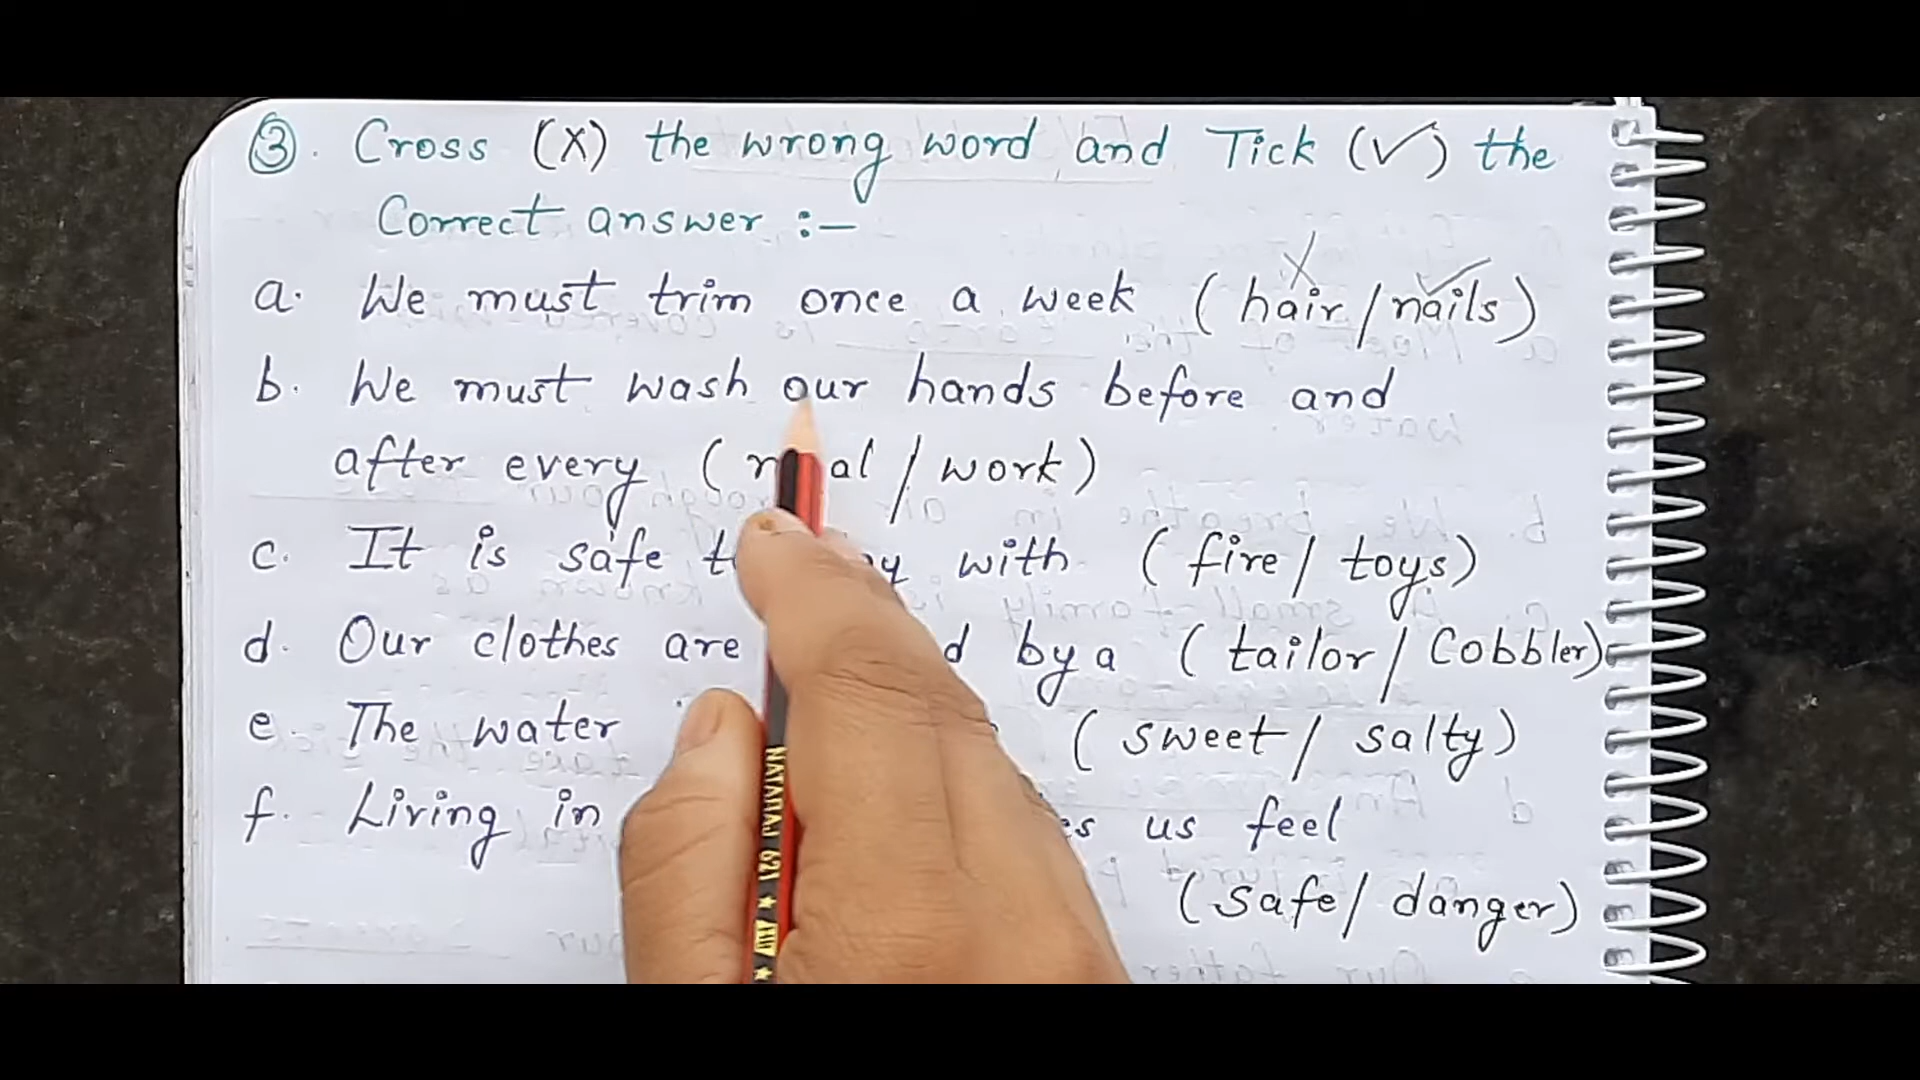 3. Cross (X) the wrong word and Tick (✓) the
Correct answer :-
a. We must trim once a week (hair / nails)
b. We must wash our hands before and
after every ( / work)
c. It is safe with (fire / toys)
d. Our clothes are by a (tailor / Cobbler)
e. The water (sweet / salty)
f. Living in us feel
(safe / danger)
NATARAJ 621 ★ HB ★